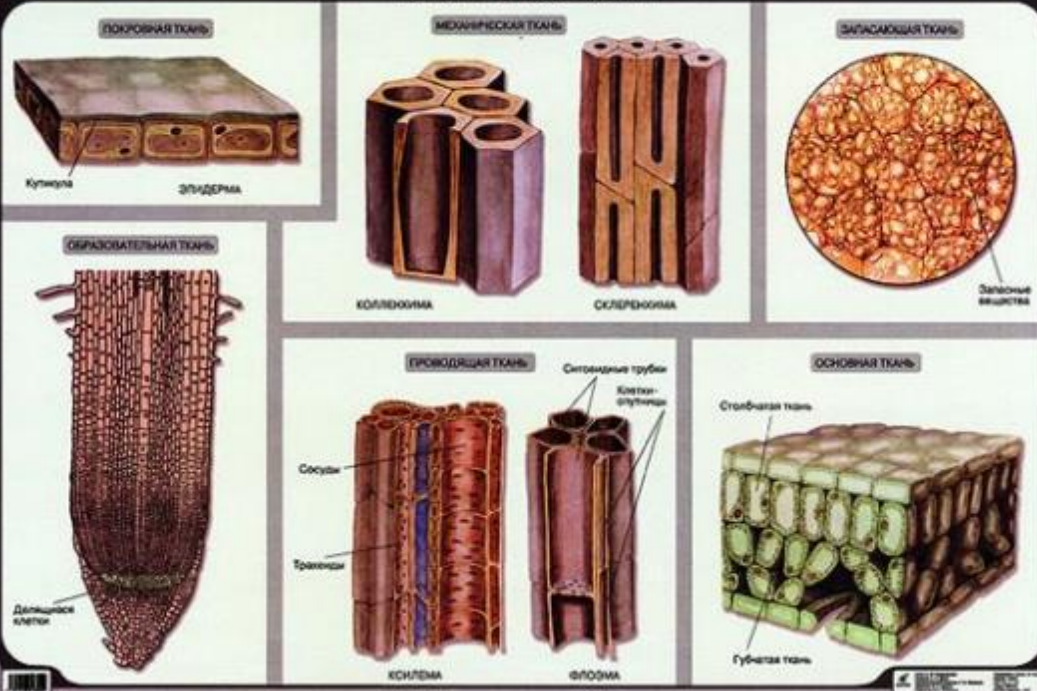 ПОКРОВНАЯ ТКАНЬ
Кутикула
ЭПИДЕРМА
МЕХАНИЧЕСКАЯ ТКАНЬ
КОЛЛЕНХИМА
СКЛЕРЕНХИМА
ЗАПАСАЮЩАЯ ТКАНЬ
Запасные
вещества
ОБРАЗОВАТЕЛЬНАЯ ТКАНЬ
Делящиеся
клетки
ПРОВОДЯЩАЯ ТКАНЬ
Ситовидные трубки
Клетки-
спутницы
Сосуды
Трахеиды
КСИЛЕМА
ФЛОЭМА
ОСНОВНАЯ ТКАНЬ
Столбчатая ткань
Губчатая ткань